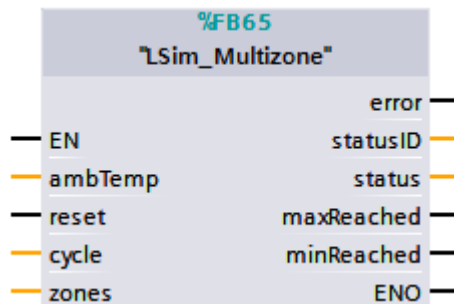 %FB65
"LSim_Multizone"
error
EN statusID
ambTemp status
reset maxReached
cycle minReached
zones ENO